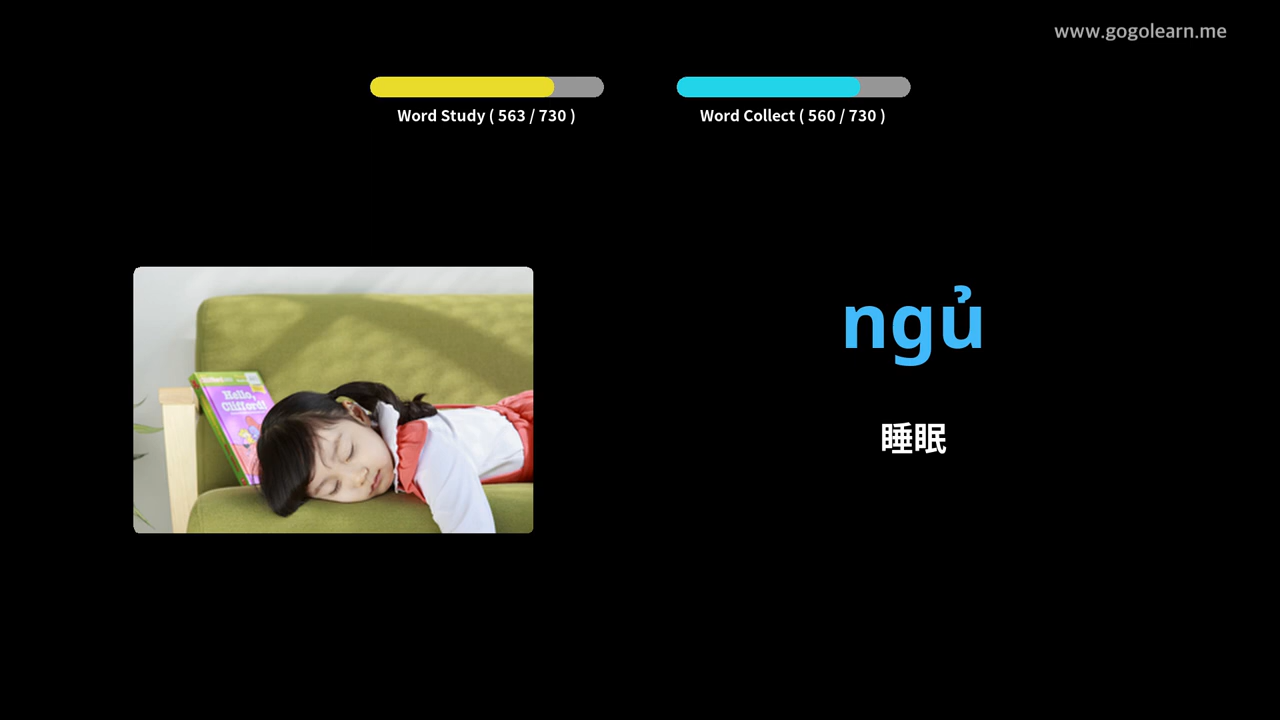 www.gogolearn.me
Word Study ( 563 / 730 )
Word Collect ( 560 / 730 )
ngủ
睡眠
Hello,
Clifford!